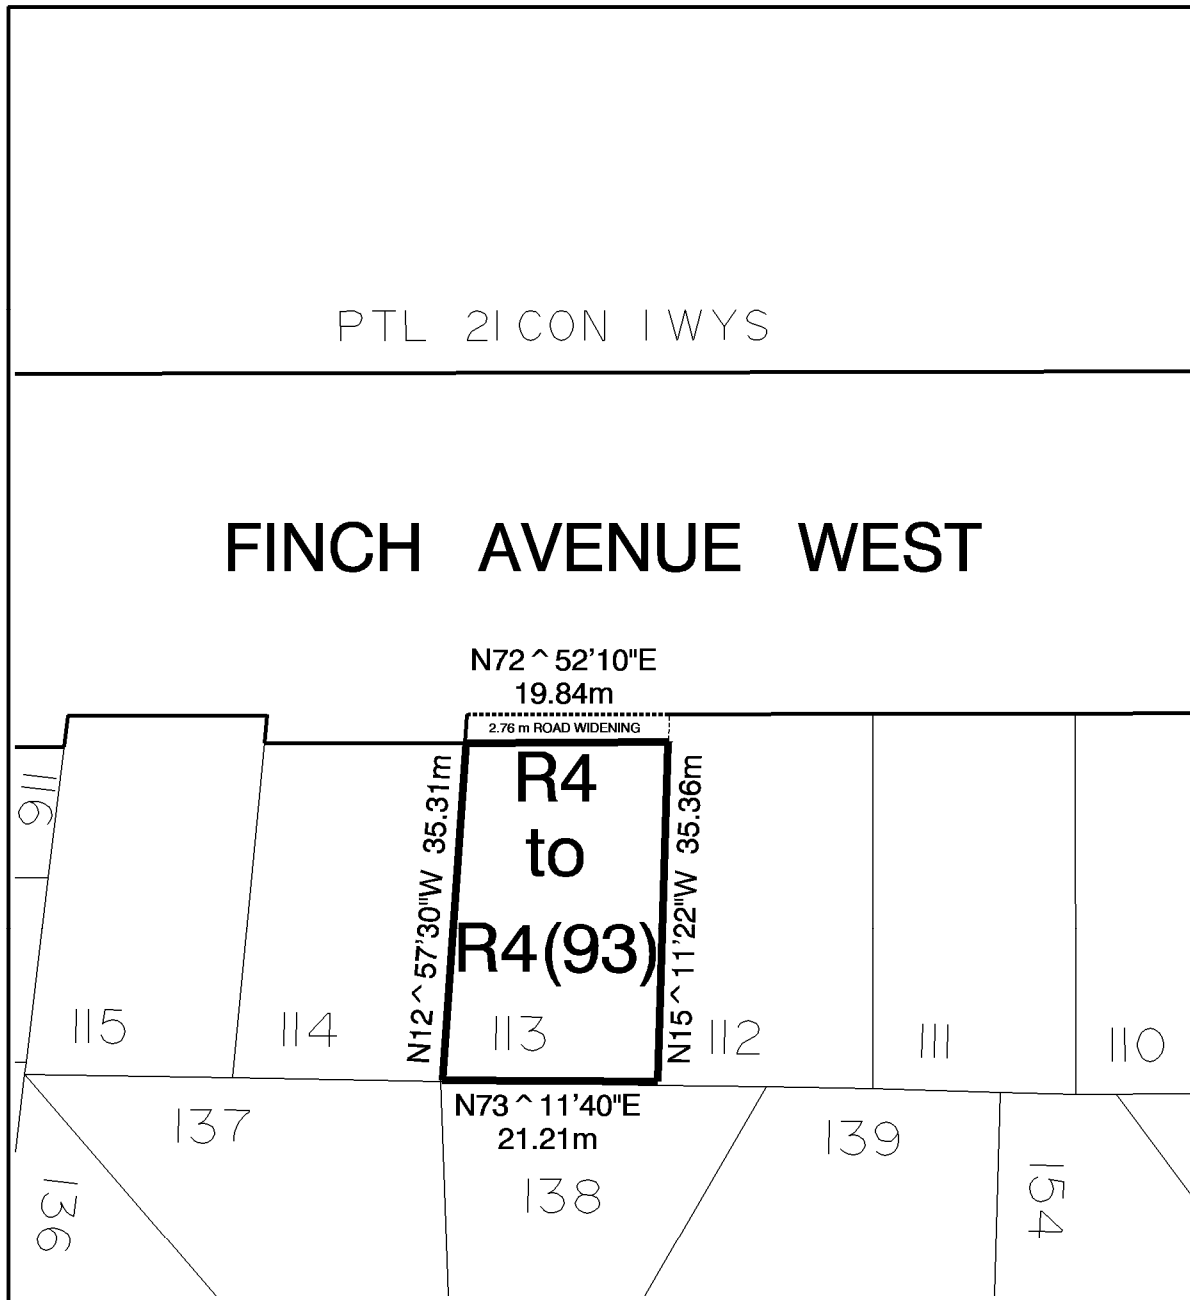 PTL 21 CON 1 WYS
FINCH AVENUE WEST
N72 ^ 52'10"E
19.84m
2.76 m ROAD WIDENING
R4
to
R4(93)
N12 ^ 57'30"W 35.31m
N15 ^ 11'22"W 35.36m
116
115
114
113
112
111
110
N73 ^ 11'40"E
21.21m
137
138
139
136
154